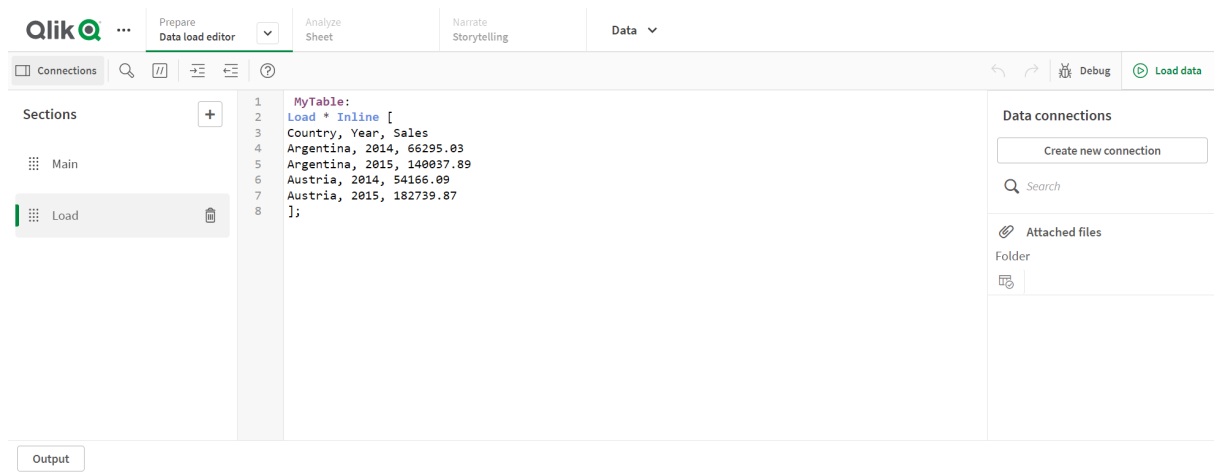 Qlik
Prepare
Data load editor
Analyze
Sheet
Narrate
Storytelling
Data
Connections
//
?
Debug
Load data
Sections
+
Main
Load
1 MyTable:
2 Load * Inline [
3 Country, Year, Sales
4 Argentina, 2014, 66295.03
5 Argentina, 2015, 140037.89
6 Austria, 2014, 54166.09
7 Austria, 2015, 182739.87
8 ];
Data connections
Create new connection
Search
Attached files
Folder
Output